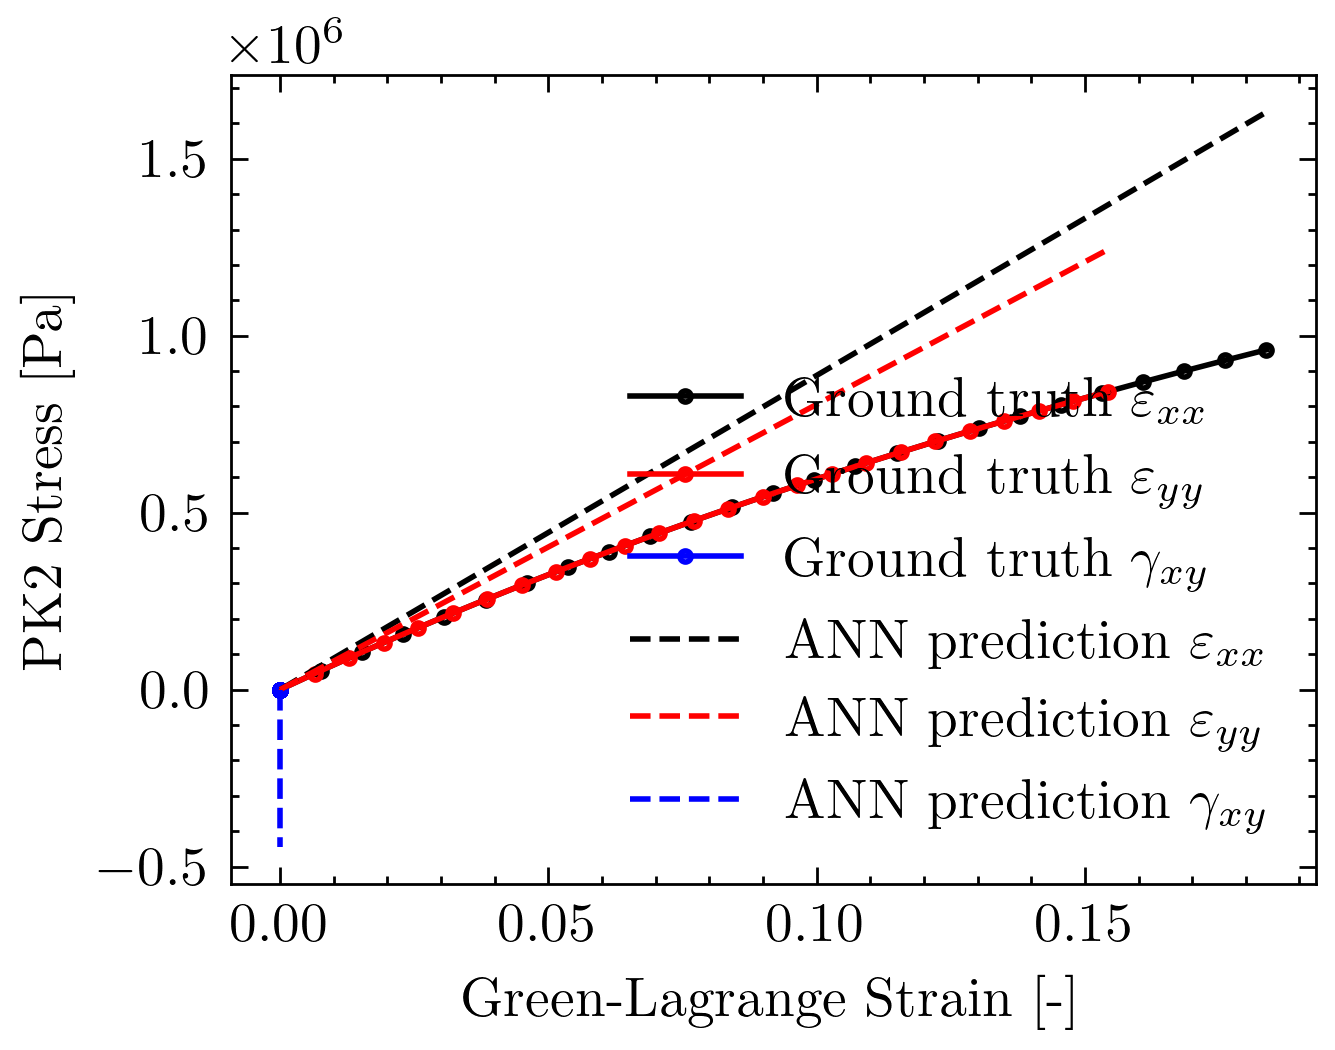 ×10⁶
1.5
1.0
0.5
0.0
−0.5
PK2 Stress [Pa]
Ground truth εxx
Ground truth εyy
Ground truth γxy
ANN prediction εxx
ANN prediction εyy
ANN prediction γxy
0.00 0.05 0.10 0.15
Green-Lagrange Strain [-]